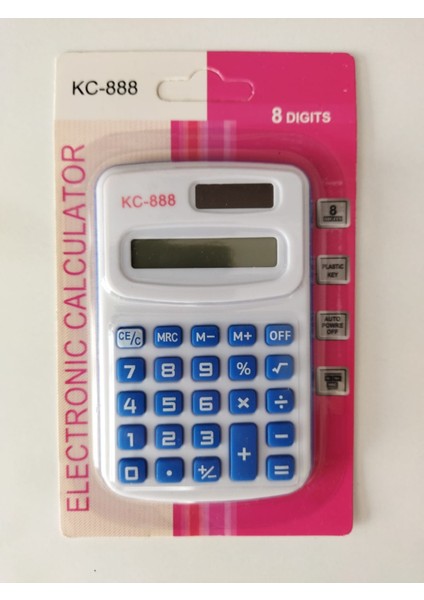 KC-888
8 DIGITS
ELECTRONIC CALCULATOR
KC-888
8
PLASTIC
KEY
AUTO
POWRE
OFF
CE/C MRC M− M+ OFF
7 8 9 % √
4 5 6 × ÷
1 2 3 + −
0 . +/− =